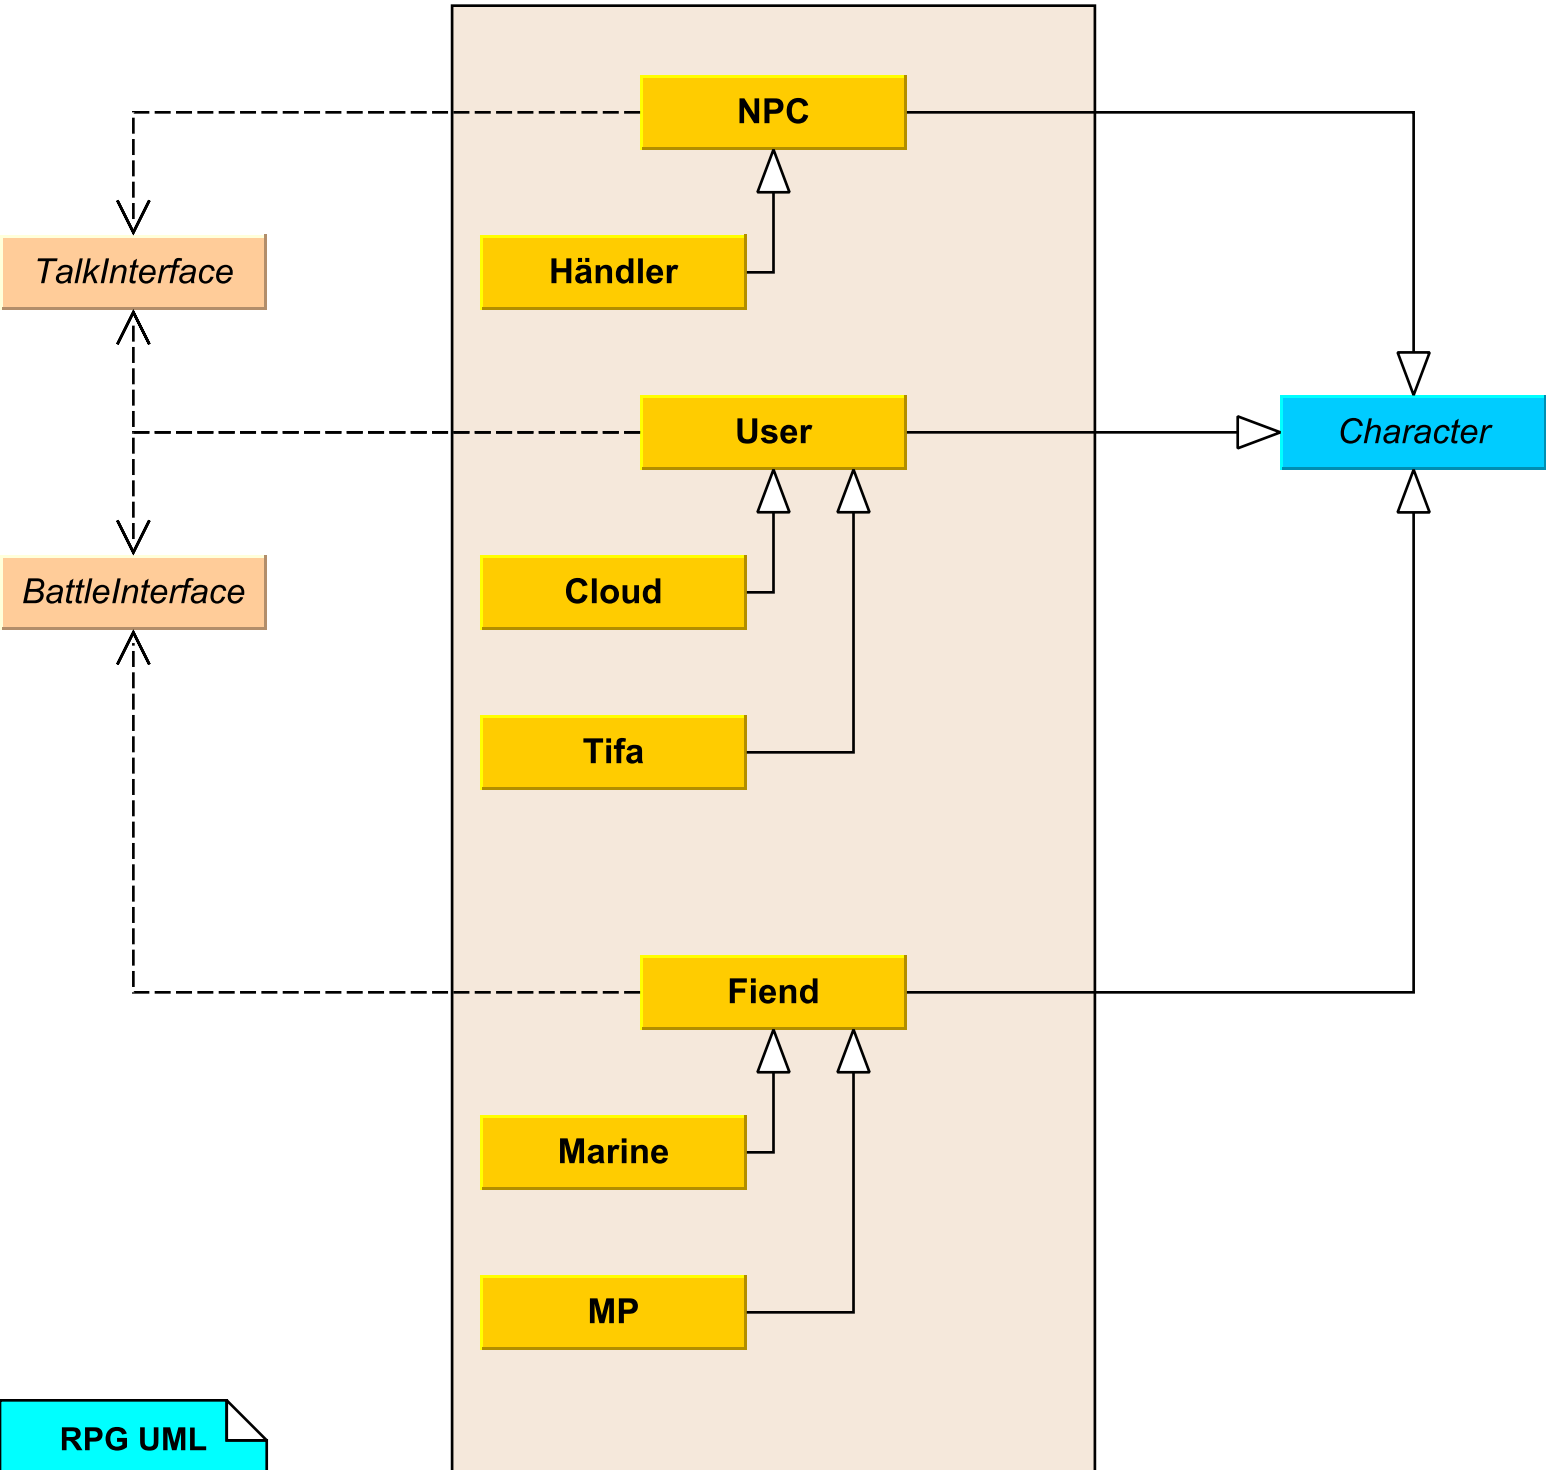 NPC
TalkInterface
Händler
User
Character
BattleInterface
Cloud
Tifa
Fiend
Marine
MP
RPG UML